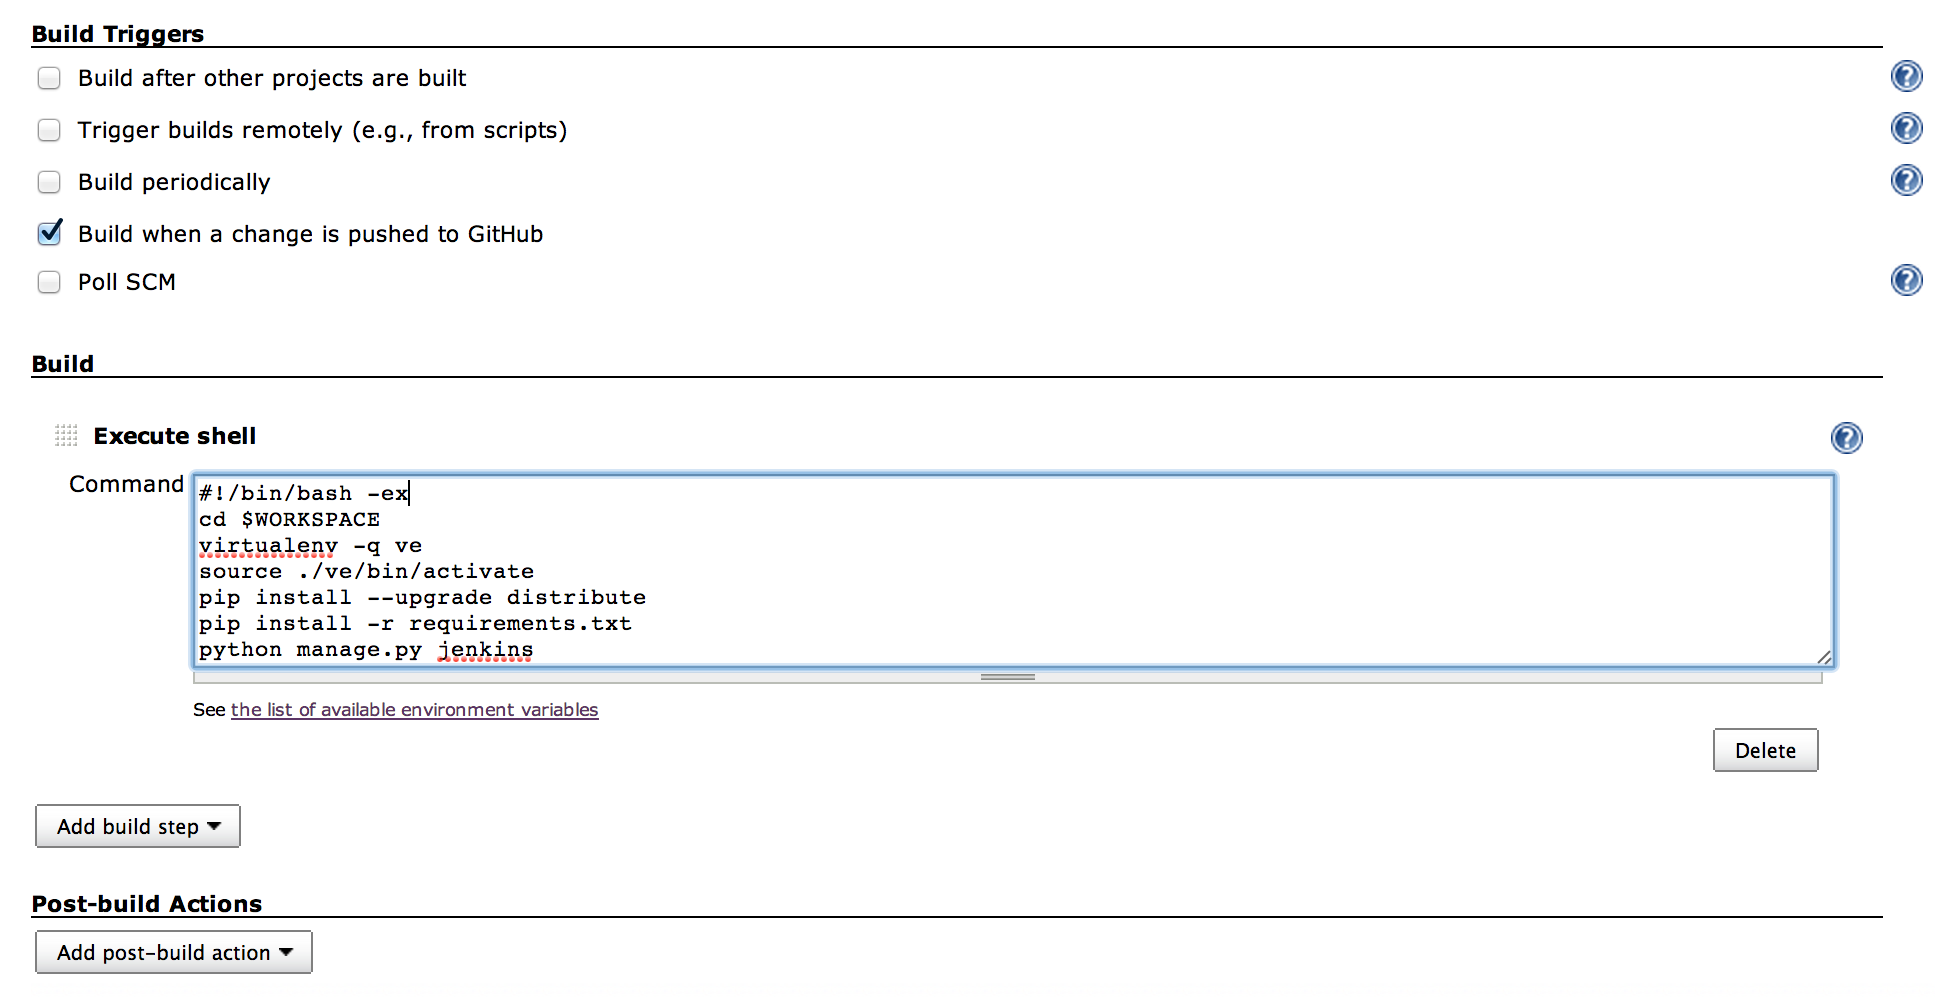 Build Triggers
Build after other projects are built
Trigger builds remotely (e.g., from scripts)
Build periodically
Build when a change is pushed to GitHub
Poll SCM
Build
Execute shell
Command
#!/bin/bash -ex
cd $WORKSPACE
virtualenv -q ve
source ./ve/bin/activate
pip install --upgrade distribute
pip install -r requirements.txt
python manage.py jenkins
See the list of available environment variables
Delete
Add build step
Post-build Actions
Add post-build action